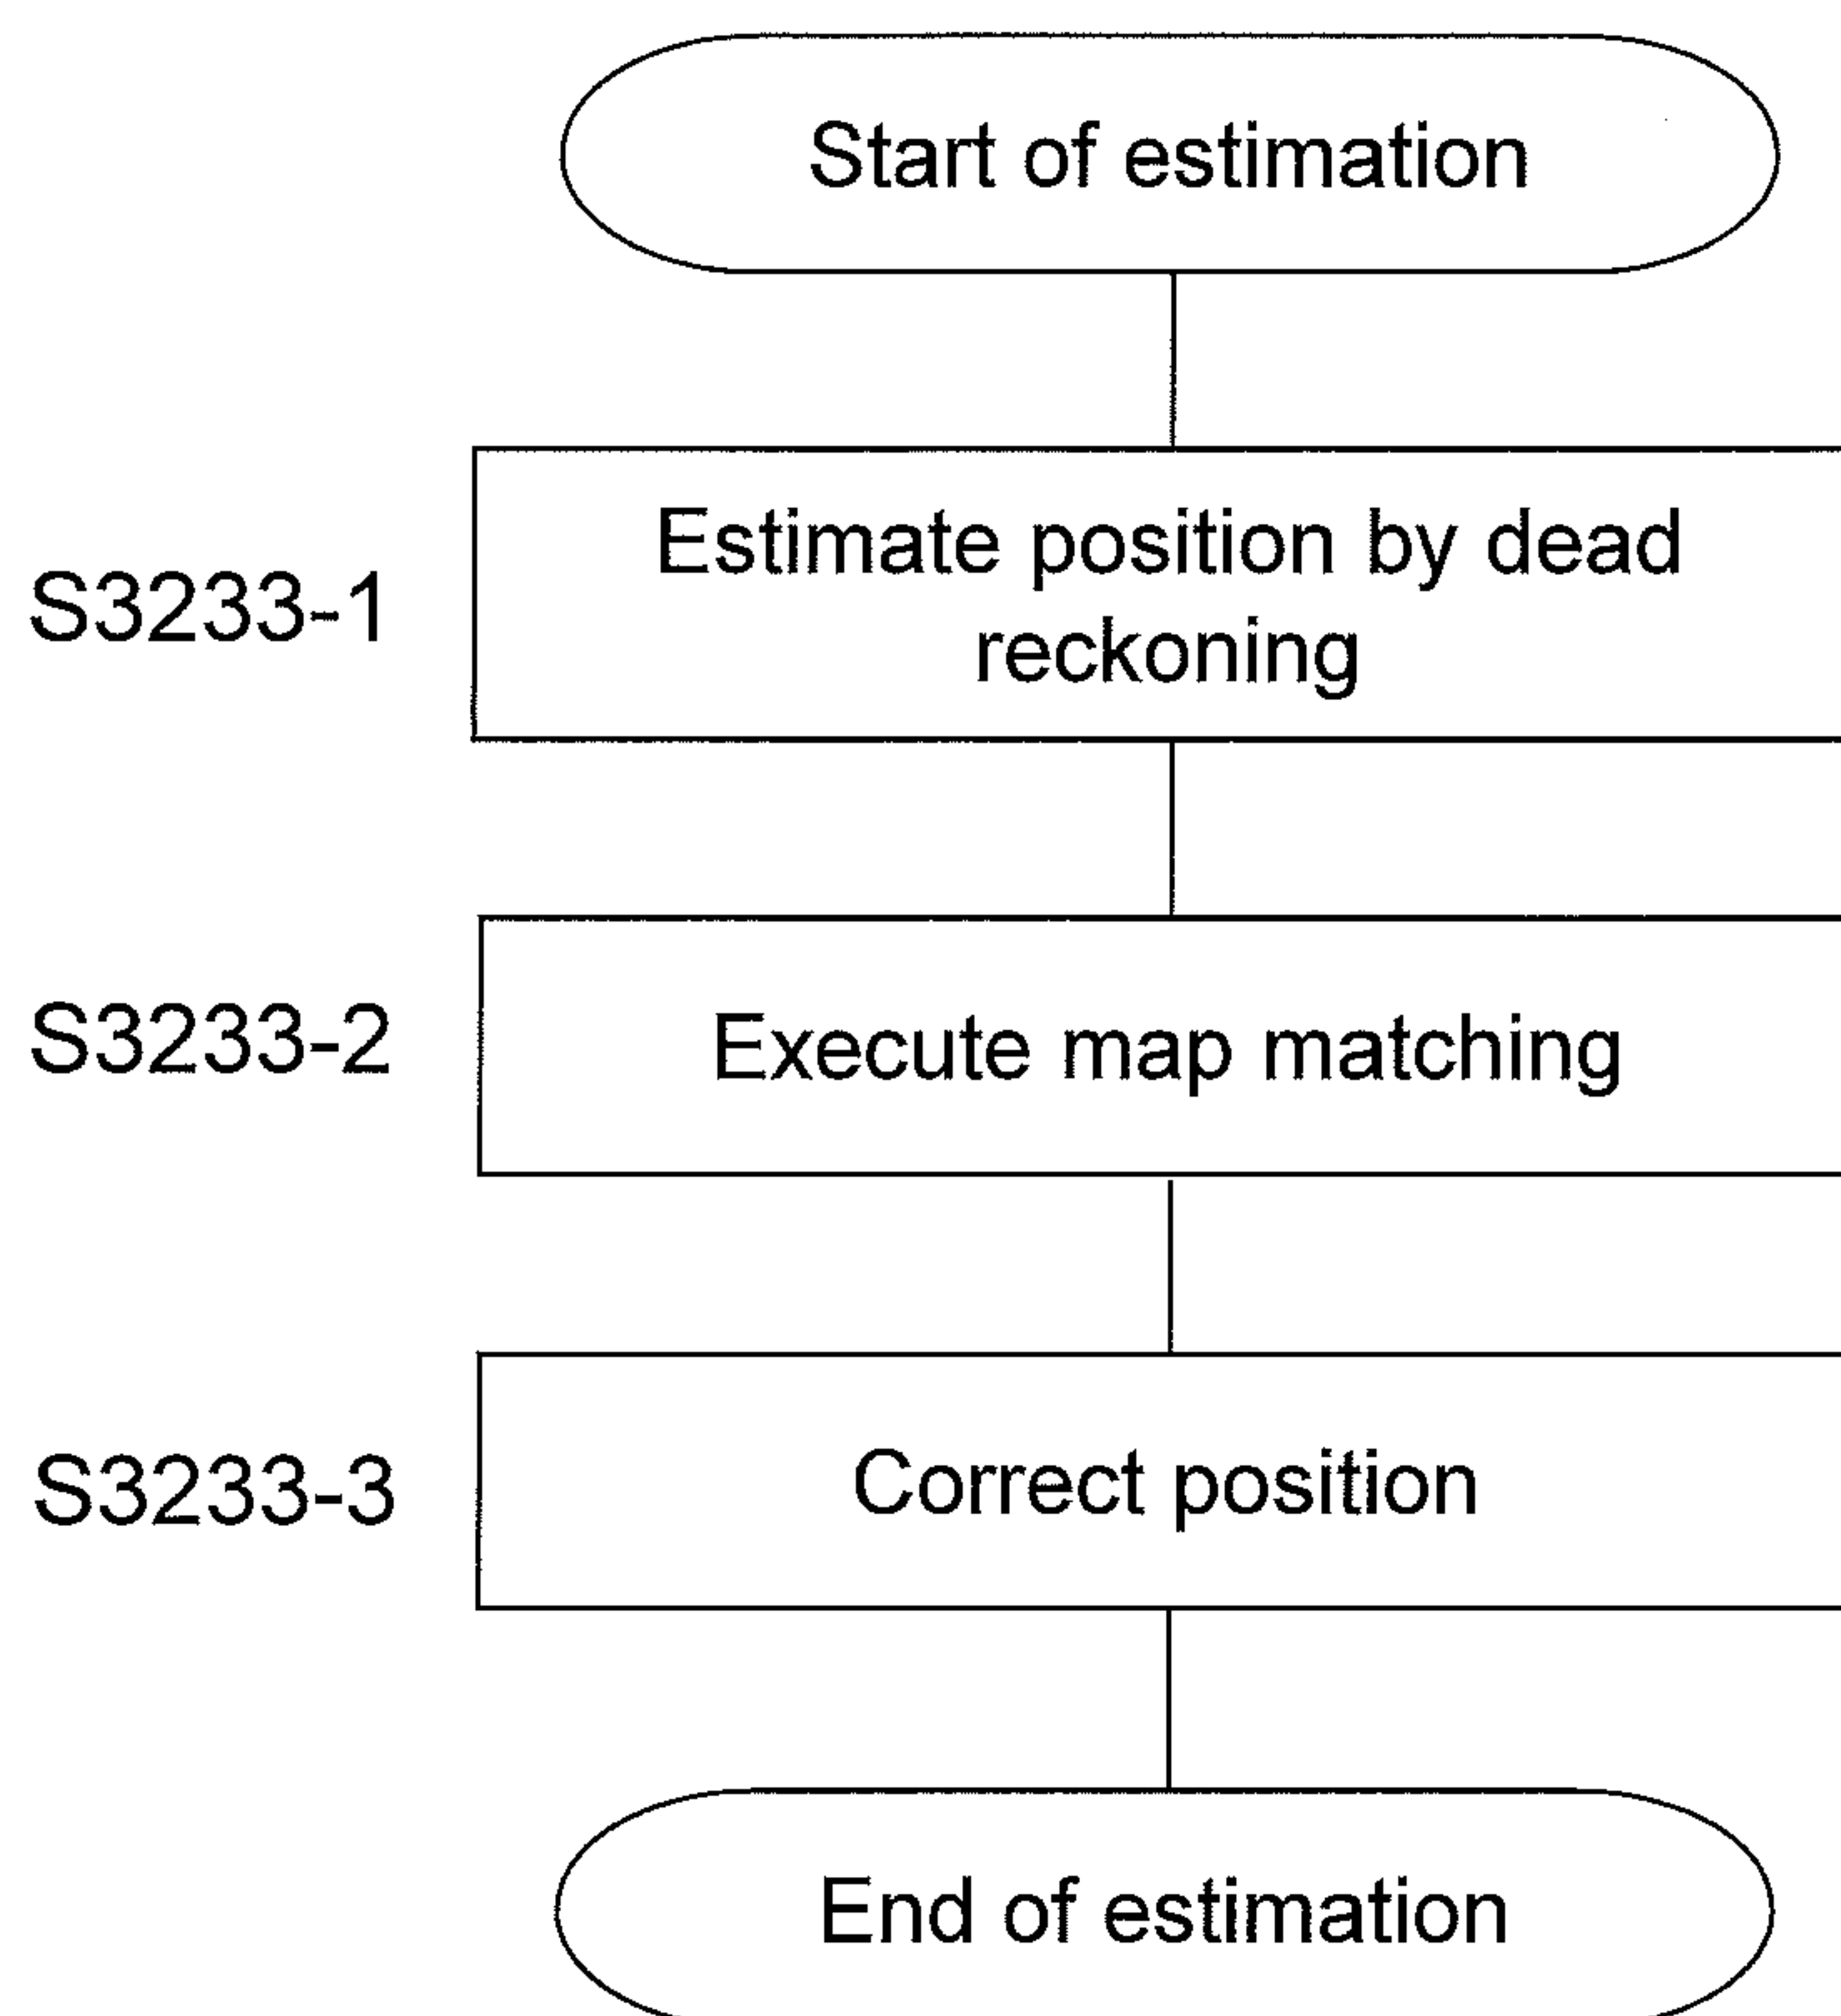 Start of estimation
S3233-1
Estimate position by dead
reckoning
S3233-2
Execute map matching
S3233-3
Correct position
End of estimation